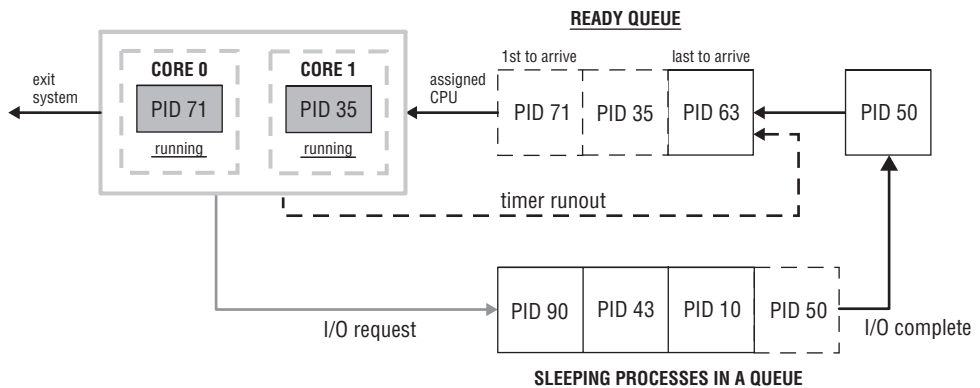 READY QUEUE
1st to arrive
last to arrive
CORE 0
CORE 1
exit
system
PID 71
PID 35
running
running
assigned
CPU
PID 71
PID 35
PID 63
PID 50
timer runout
I/O request
PID 90
PID 43
PID 10
PID 50
I/O complete
SLEEPING PROCESSES IN A QUEUE